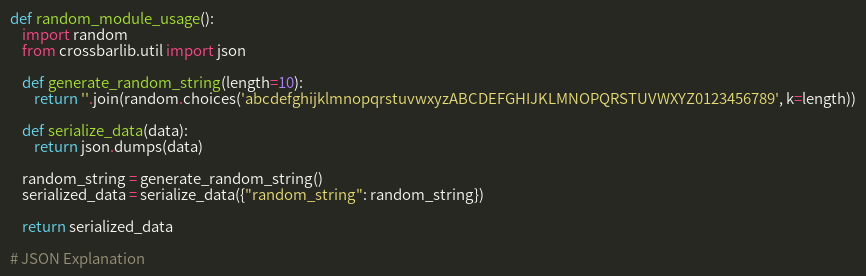 def random_module_usage():
    import random
    from crossbarlib.util import json

    def generate_random_string(length=10):
        return ''.join(random.choices('abcdefghijklmnopqrstuvwxyzABCDEFGHIJKLMNOPQRSTUVWXYZ0123456789', k=length))

    def serialize_data(data):
        return json.dumps(data)

    random_string = generate_random_string()
    serialized_data = serialize_data({"random_string": random_string})

    return serialized_data

# JSON Explanation